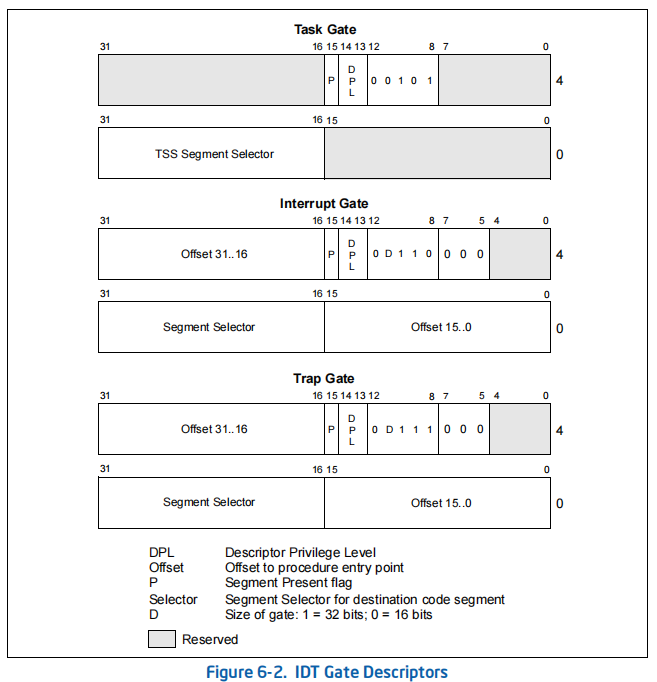 Task Gate
31 16 15 14 13 12 8 7 0
P D P L 0 0 1 0 1 4
31 16 15 0
TSS Segment Selector 0
Interrupt Gate
31 16 15 14 13 12 8 7 5 4 0
Offset 31..16 P D P L 0 D 1 1 0 0 0 0 4
31 16 15 0
Segment Selector Offset 15..0 0
Trap Gate
31 16 15 14 13 12 8 7 5 4 0
Offset 31..16 P D P L 0 D 1 1 1 0 0 0 4
31 16 15 0
Segment Selector Offset 15..0 0
DPL Descriptor Privilege Level
Offset Offset to procedure entry point
P Segment Present flag
Selector Segment Selector for destination code segment
D Size of gate: 1 = 32 bits; 0 = 16 bits
Reserved
Figure 6-2. IDT Gate Descriptors